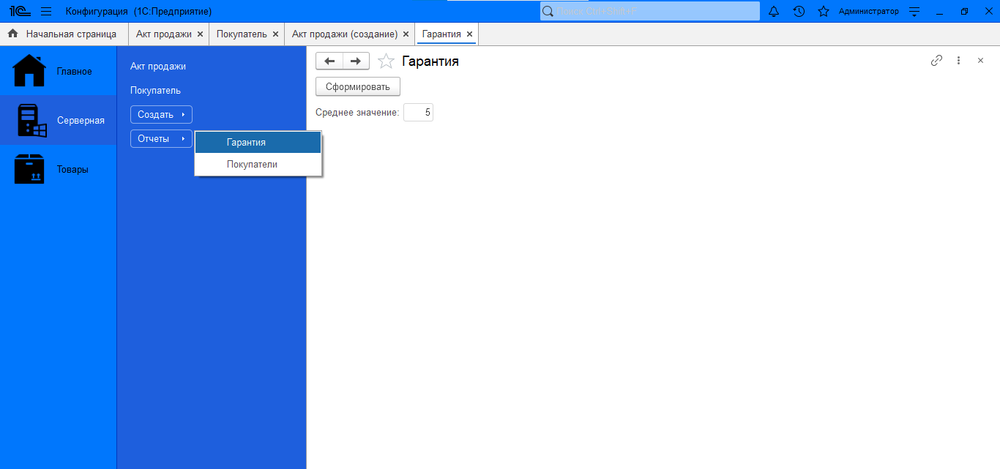 1С Конфигурация (1С:Предприятие) Поиск Ctrl+Shift+F Администратор
Начальная страница Акт продажи Покупатель Акт продажи (создание) Гарантия
Главное
Серверная
Товары
Акт продажи
Покупатель
Создать
Отчеты
Гарантия
Покупатели
Гарантия
Сформировать
Среднее значение: 5